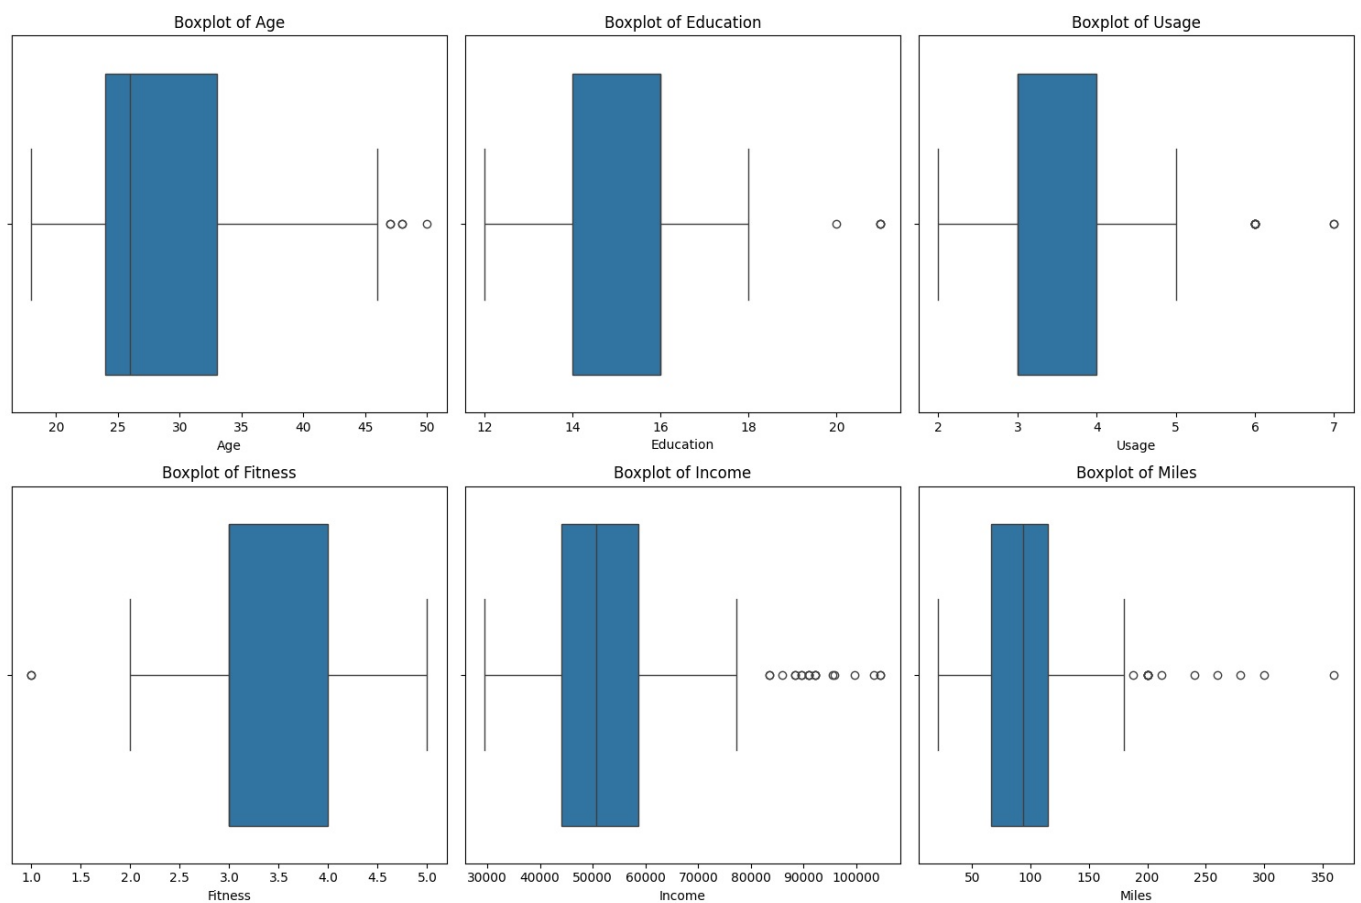 Boxplot of Age
Boxplot of Education
Boxplot of Usage
20 25 30 35 40 45 50
12 14 16 18 20
2 3 4 5 6 7
Age
Education
Usage
Boxplot of Fitness
Boxplot of Income
Boxplot of Miles
1.0 1.5 2.0 2.5 3.0 3.5 4.0 4.5 5.0
30000 40000 50000 60000 70000 80000 90000 100000
50 100 150 200 250 300 350
Fitness
Income
Miles